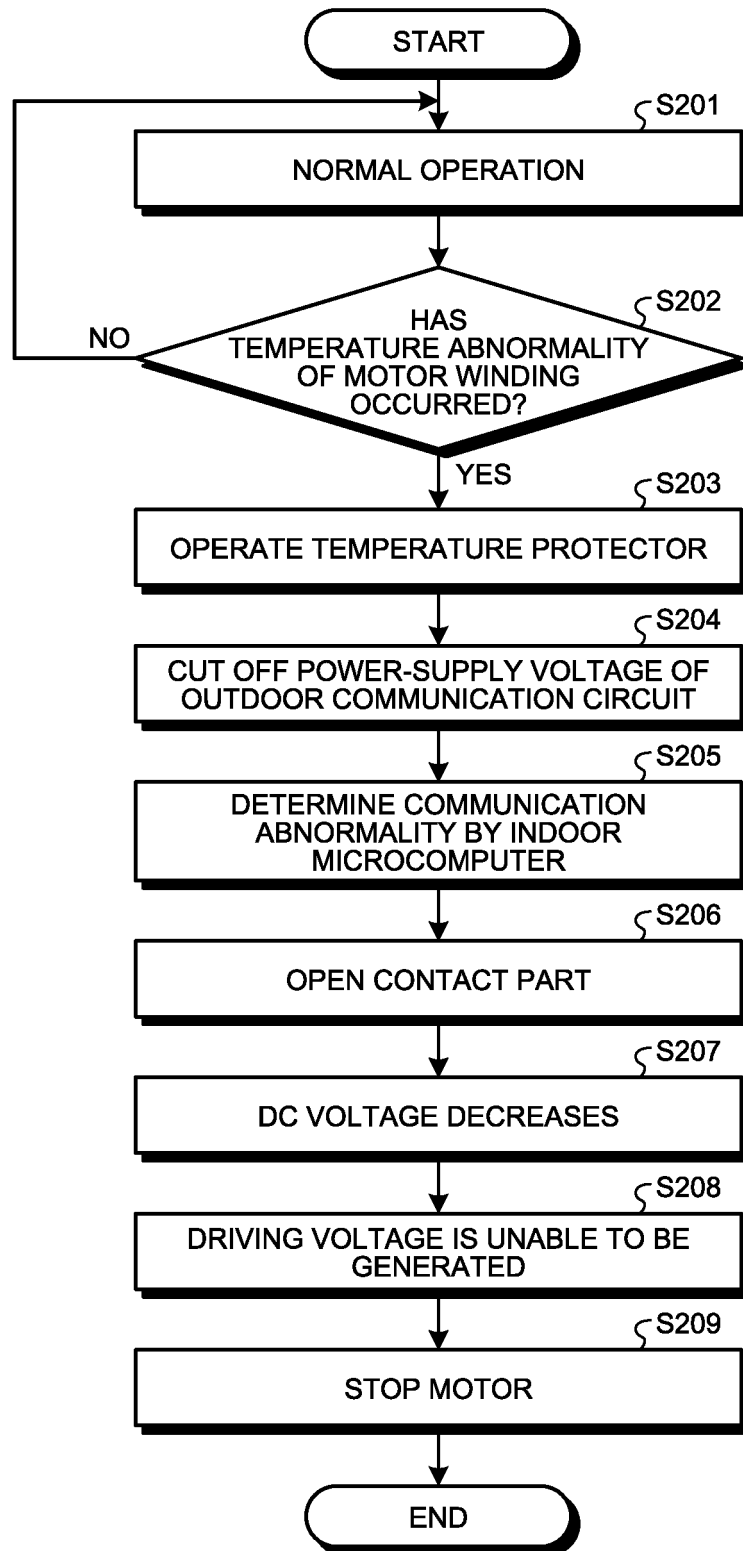 START
S201
NORMAL OPERATION
S202
HAS
TEMPERATURE ABNORMALITY
OF MOTOR WINDING
OCCURRED?
NO
YES
S203
OPERATE TEMPERATURE PROTECTOR
S204
CUT OFF POWER-SUPPLY VOLTAGE OF
OUTDOOR COMMUNICATION CIRCUIT
S205
DETERMINE COMMUNICATION
ABNORMALITY BY INDOOR
MICROCOMPUTER
S206
OPEN CONTACT PART
S207
DC VOLTAGE DECREASES
S208
DRIVING VOLTAGE IS UNABLE TO BE
GENERATED
S209
STOP MOTOR
END